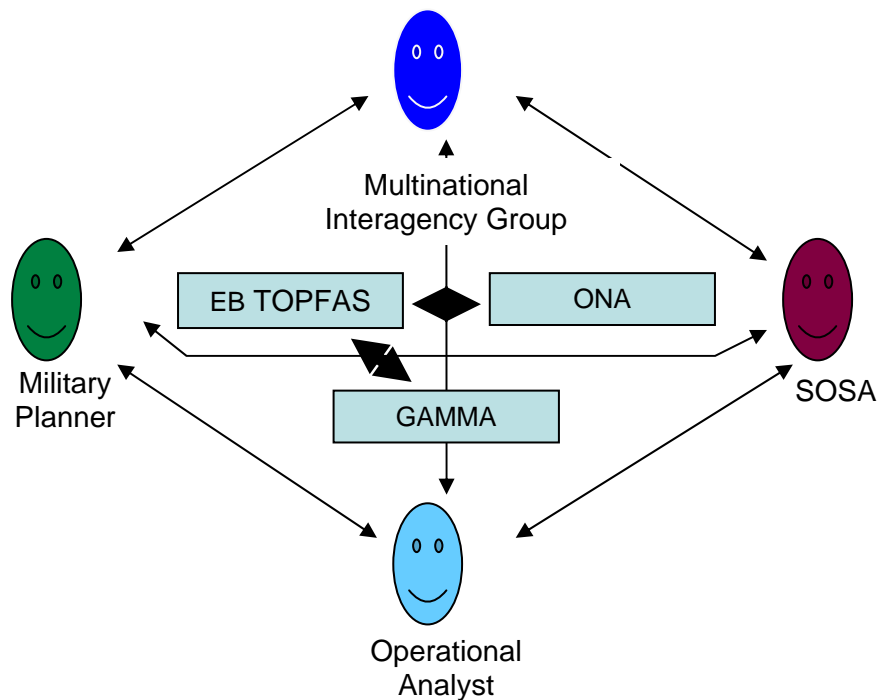 Multinational
Interagency Group
EB TOPFAS
ONA
Military
Planner
SOSA
GAMMA
Operational
Analyst